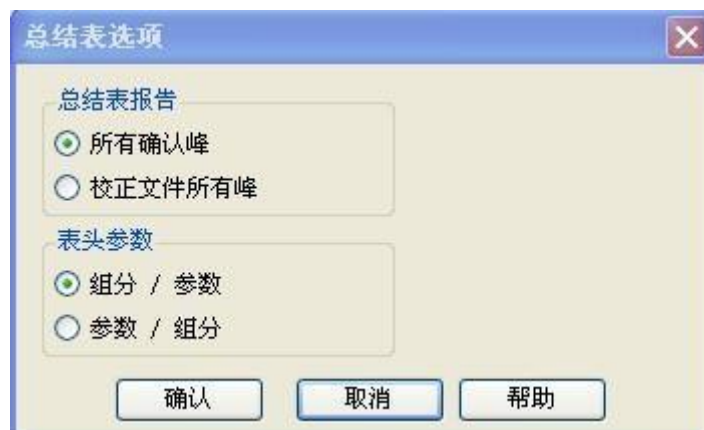 总结表选项
总结表报告
所有确认峰
校正文件所有峰
表头参数
组分 / 参数
参数 / 组分
确认 取消 帮助